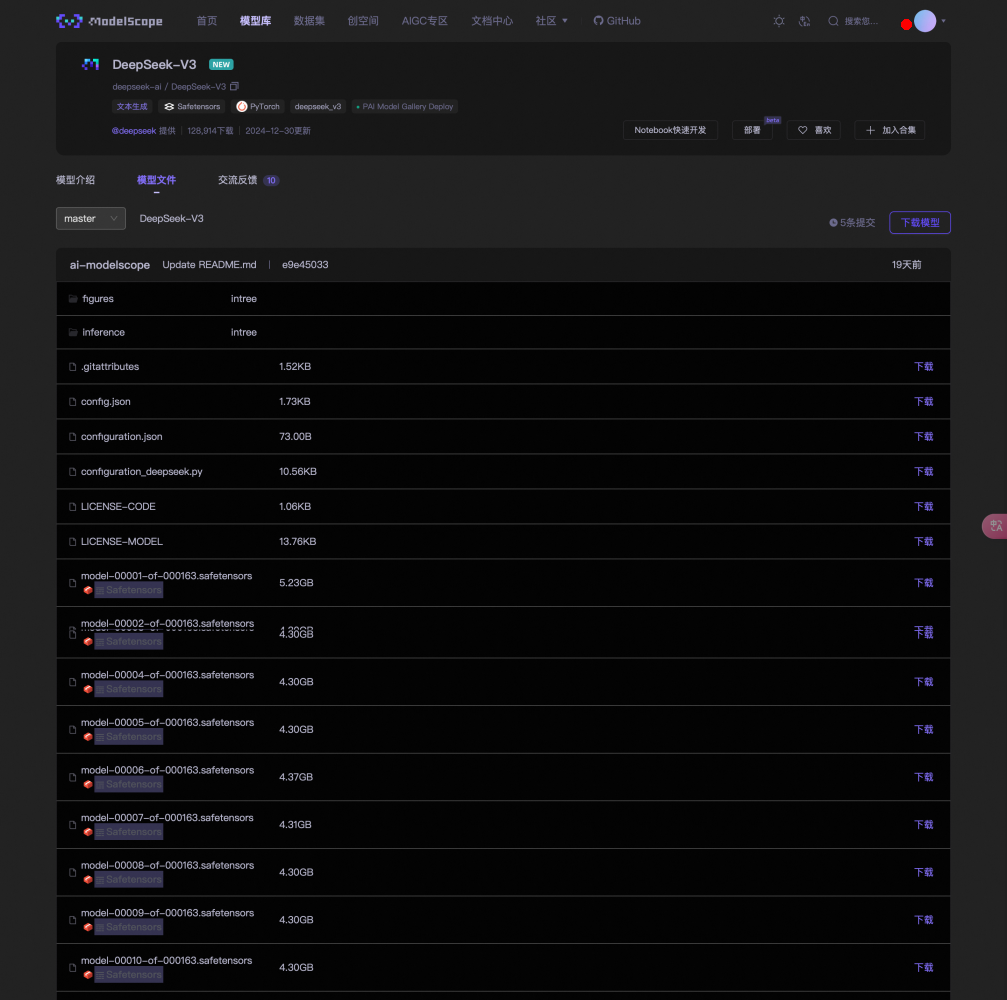 ModelScope 首页 模型库 数据集 创空间 AIGC专区 文档中心 社区 GitHub 搜索您...
DeepSeek-V3 NEW
deepseek-ai / DeepSeek-V3
文本生成 Safetensors PyTorch deepseek_v3 PAI Model Gallery Deploy
@deepseek 提供 | 128,914下载 | 2024-12-30更新
Notebook快速开发 部署 beta 喜欢 加入合集
模型介绍 模型文件 交流反馈 10
master DeepSeek-V3 5条提交 下载模型
ai-modelscope Update README.md | e9e45033 19天前
figures intree
inference intree
.gitattributes 1.52KB 下载
config.json 1.73KB 下载
configuration.json 73.00B 下载
configuration_deepseek.py 10.56KB 下载
LICENSE-CODE 1.06KB 下载
LICENSE-MODEL 13.76KB 下载
model-00001-of-000163.safetensors 5.23GB 下载
Safetensors
model-00002-of-000163.safetensors
4.30GB 下载
Safetensors
model-00004-of-000163.safetensors 4.30GB 下载
Safetensors
model-00005-of-000163.safetensors 4.30GB 下载
Safetensors
model-00006-of-000163.safetensors 4.37GB 下载
Safetensors
model-00007-of-000163.safetensors 4.31GB 下载
Safetensors
model-00008-of-000163.safetensors 4.30GB 下载
Safetensors
model-00009-of-000163.safetensors 4.30GB 下载
Safetensors
model-00010-of-000163.safetensors 4.30GB 下载
Safetensors